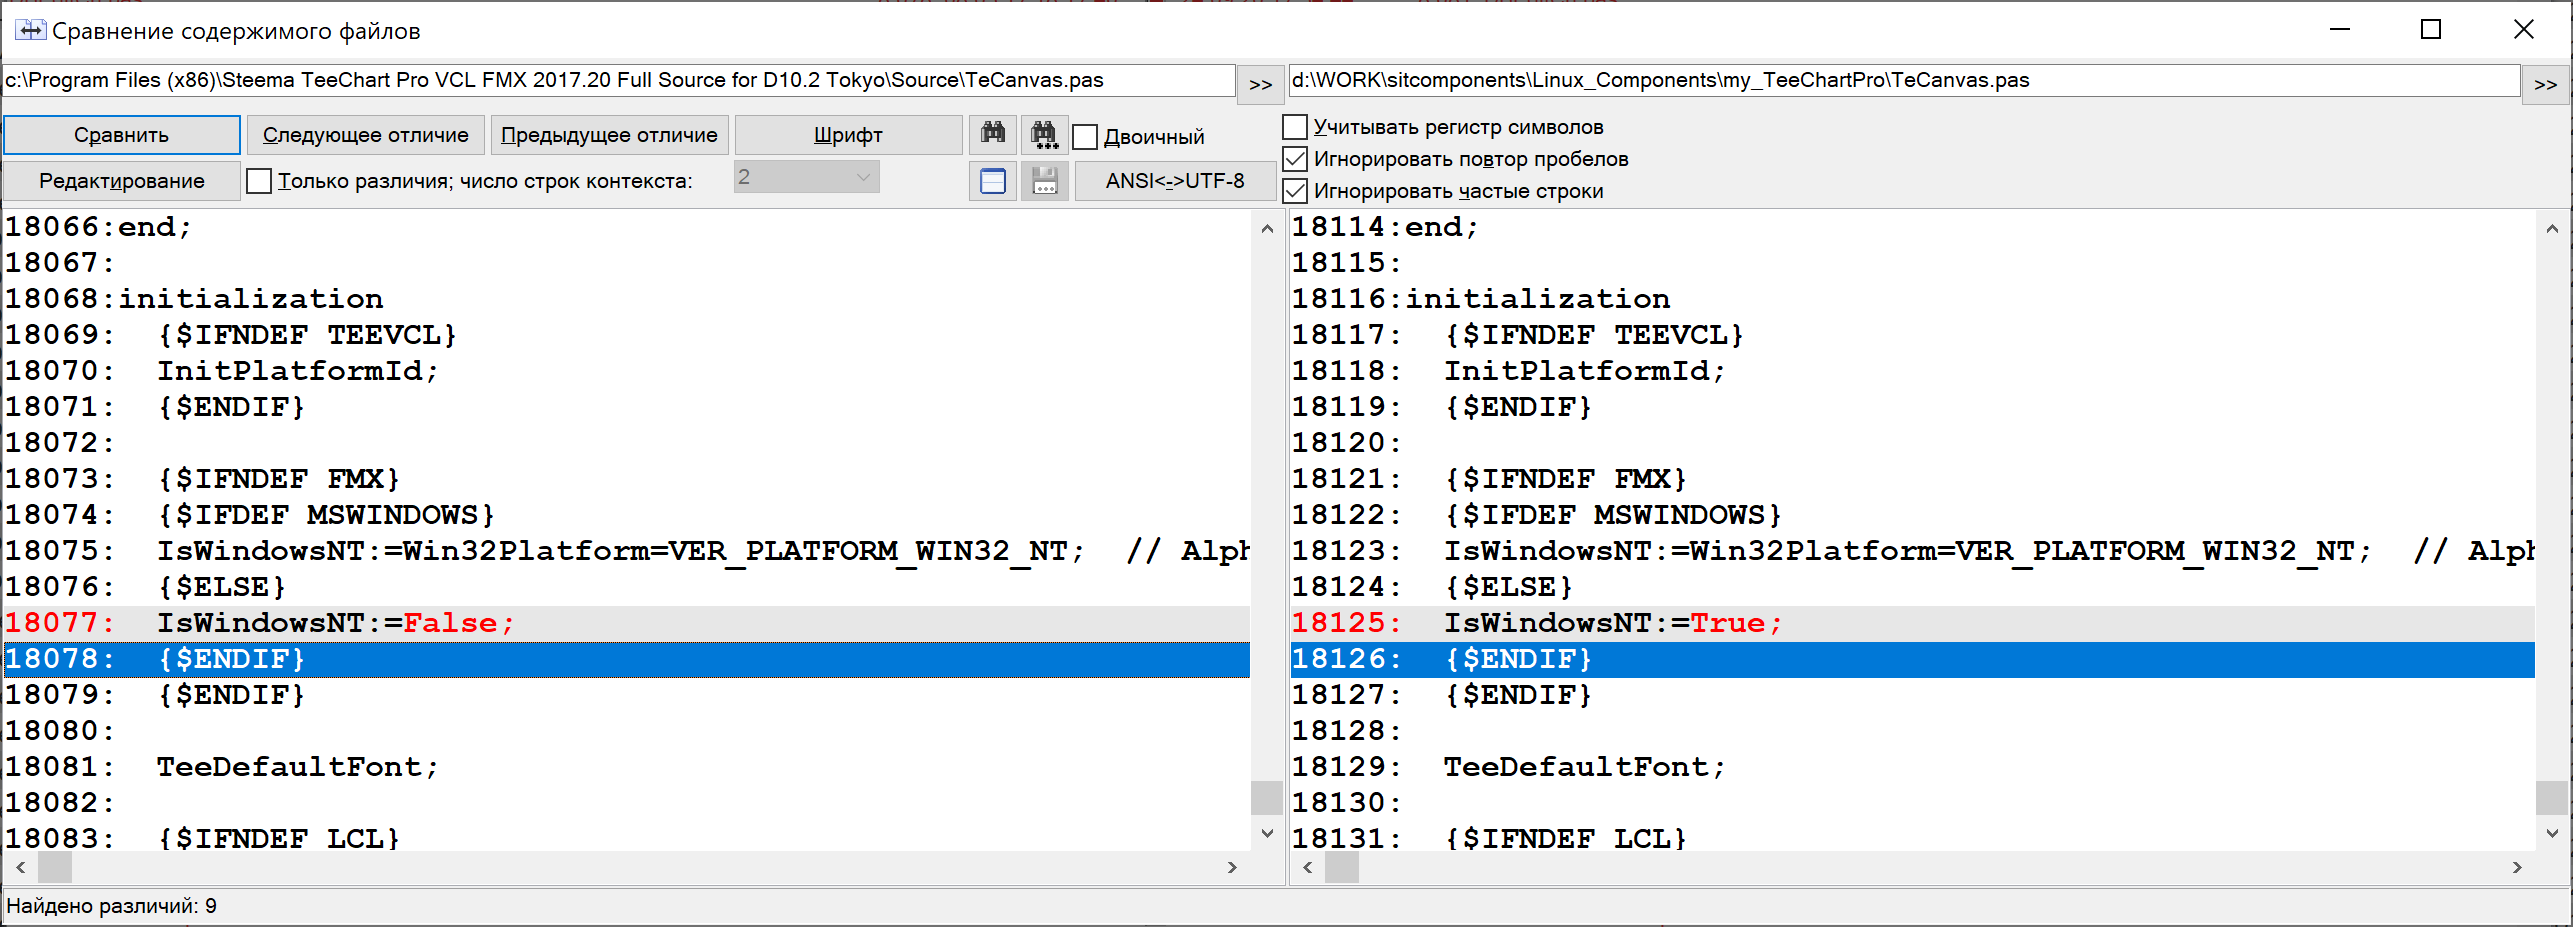 Сравнение содержимого файлов
c:\Program Files (x86)\Steema TeeChart Pro VCL FMX 2017.20 Full Source for D10.2 Tokyo\Source\TeCanvas.pas
>>
d:\WORK\sitcomponents\Linux_Components\my_TeeChartPro\TeCanvas.pas
>>
Сравнить
Следующее отличие
Предыдущее отличие
Шрифт
Двоичный
Учитывать регистр символов
Игнорировать повтор пробелов
Игнорировать частые строки
Редактирование
Только различия; число строк контекста:
2
ANSI<->UTF-8
18066:end;
18067:
18068:initialization
18069:  {$IFNDEF TEEVCL}
18070:  InitPlatformId;
18071:  {$ENDIF}
18072:
18073:  {$IFNDEF FMX}
18074:  {$IFDEF MSWINDOWS}
18075:  IsWindowsNT:=Win32Platform=VER_PLATFORM_WIN32_NT;  // Alph
18076:  {$ELSE}
18077:  IsWindowsNT:=False;
18078:  {$ENDIF}
18079:  {$ENDIF}
18080:
18081:  TeeDefaultFont;
18082:
18083:  {$IFNDEF LCL}
18114:end;
18115:
18116:initialization
18117:  {$IFNDEF TEEVCL}
18118:  InitPlatformId;
18119:  {$ENDIF}
18120:
18121:  {$IFNDEF FMX}
18122:  {$IFDEF MSWINDOWS}
18123:  IsWindowsNT:=Win32Platform=VER_PLATFORM_WIN32_NT;  // Alph
18124:  {$ELSE}
18125:  IsWindowsNT:=True;
18126:  {$ENDIF}
18127:  {$ENDIF}
18128:
18129:  TeeDefaultFont;
18130:
18131:  {$IFNDEF LCL}
Найдено различий: 9